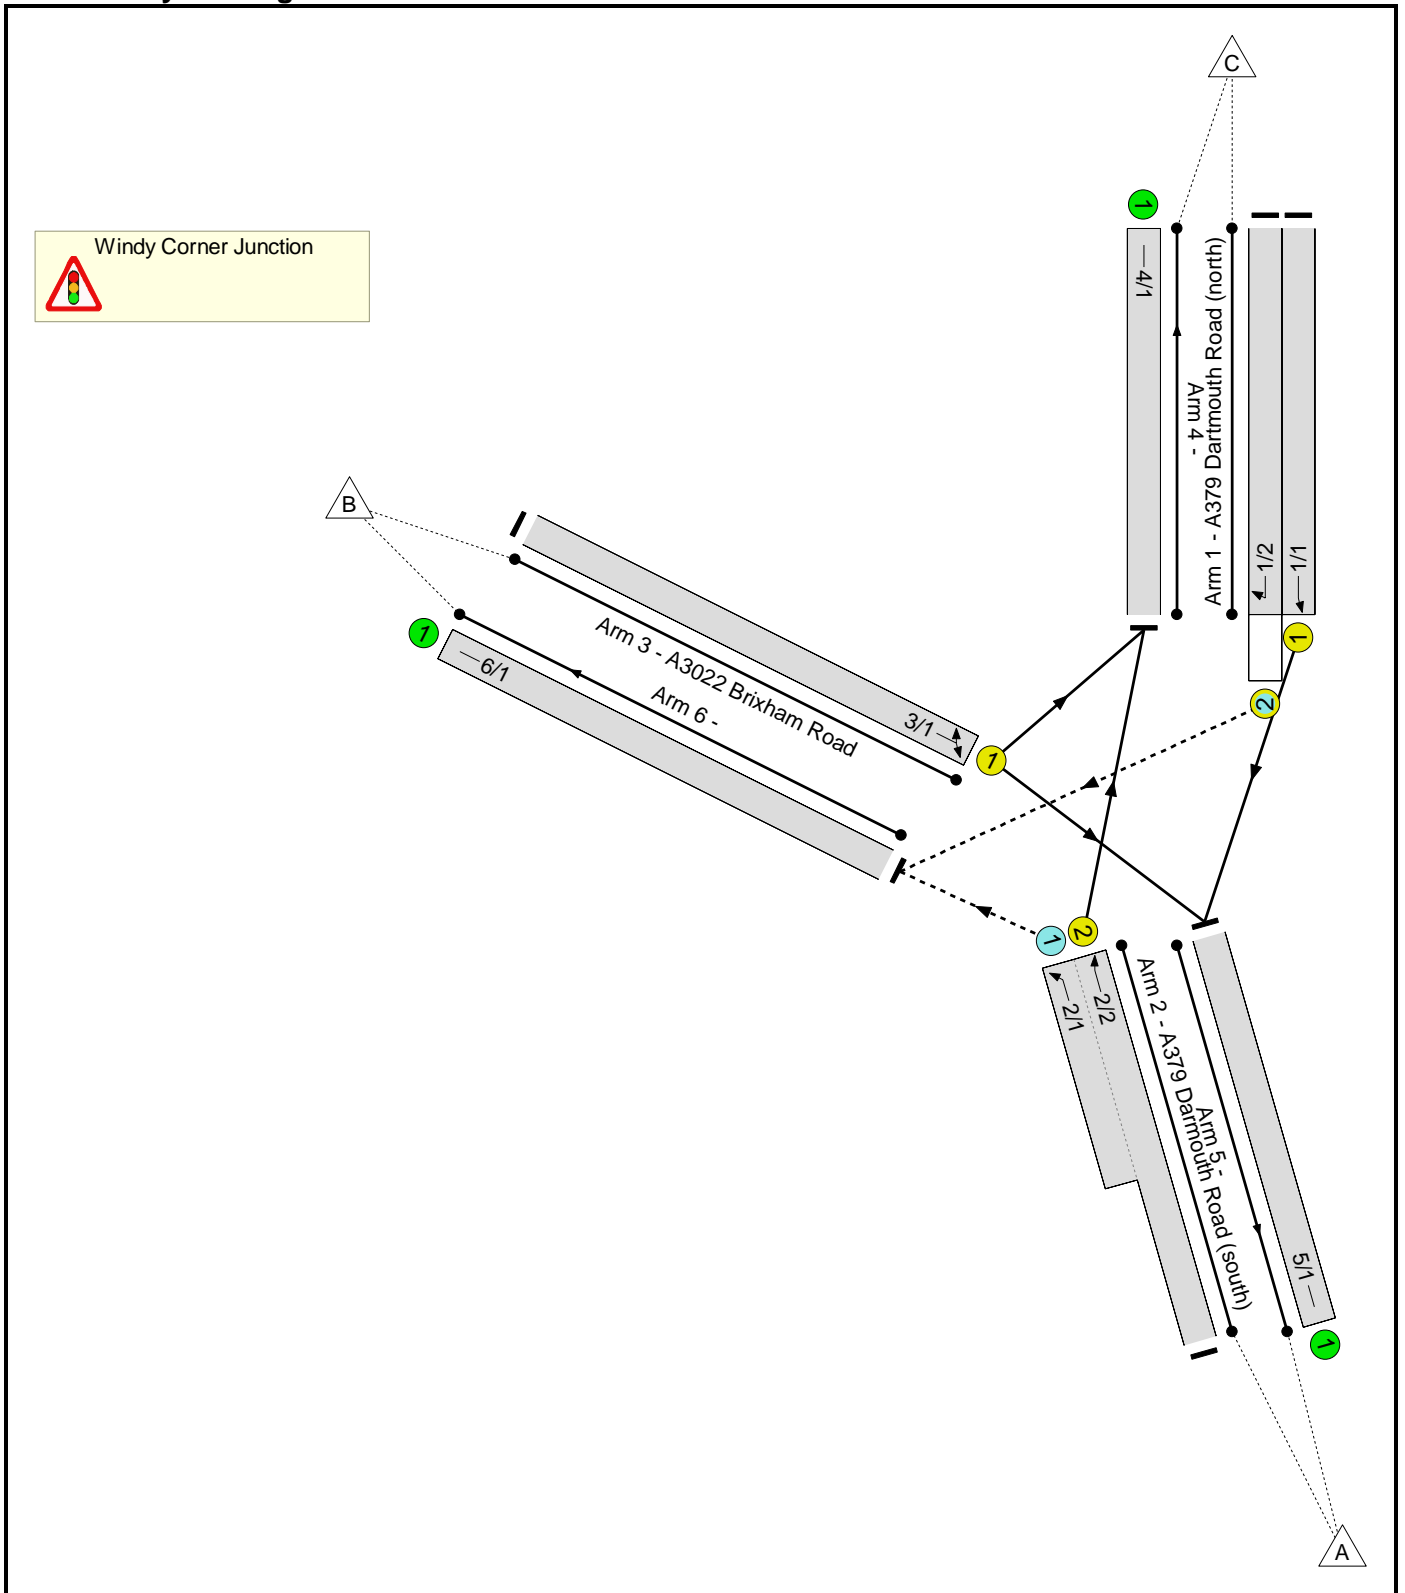 C
Windy Corner Junction
1
4/1
Arm 4 -
Arm 1 - A379 Dartmouth Road (north)
1/2
1/1
B
1
6/1
Arm 3 - A3022 Brixham Road
Arm 6 -
3/1
1
1
2
1
2
2/1
2/2
Arm 2 - A379 Darmouth Road (south)
Arm 5 -
5/1
1
A